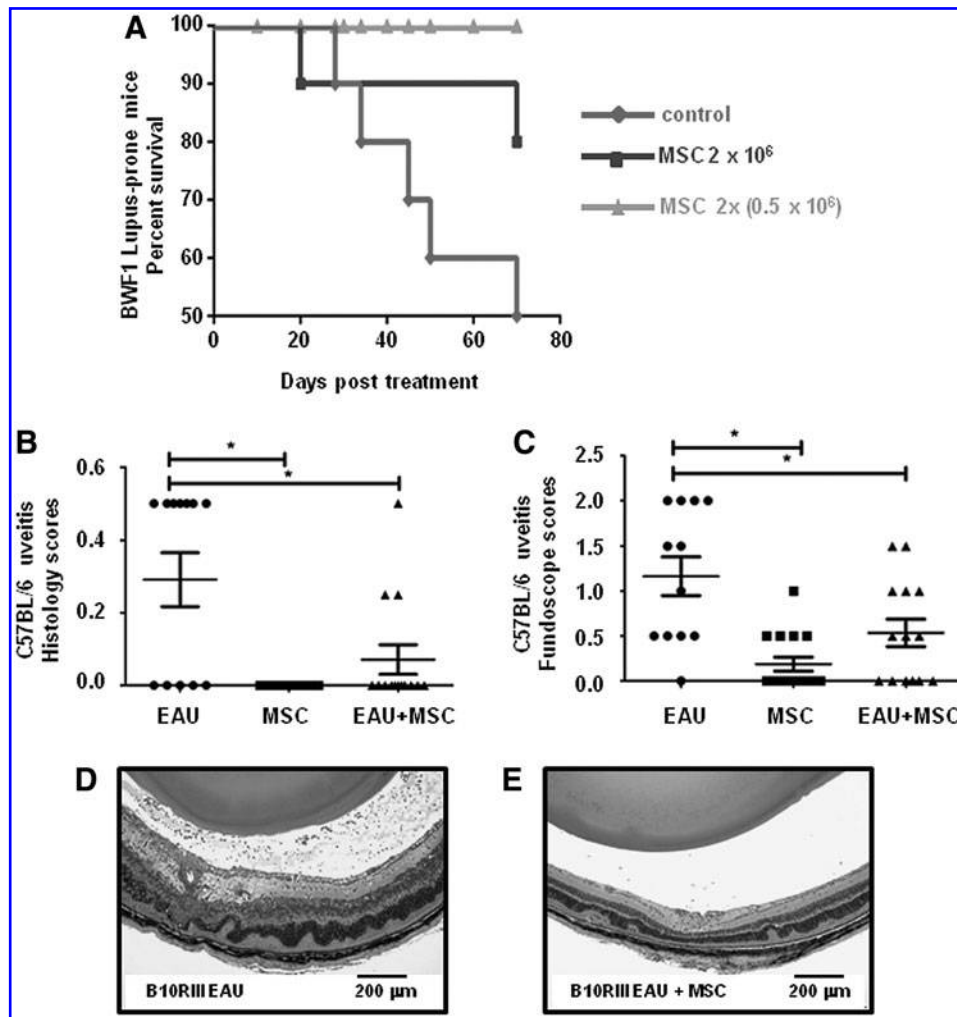 A
100
90
80
70
60
50
0
20
40
60
80
BWF1 Lupus-prone mice
Percent survival
Days post treatment
control
MSC 2 x 10⁶
MSC 2x (0.5 x 10⁶)
B
C57BL/6 uveitis
Histology scores
0.6
0.4
0.2
0.0
*
*
EAU
MSC
EAU+MSC
C
C57BL/6 uveitis
Fundoscope scores
2.5
2.0
1.5
1.0
0.5
0.0
*
*
EAU
MSC
EAU+MSC
D
B10RIII EAU
200 µm
E
B10RIII EAU + MSC
200 µm